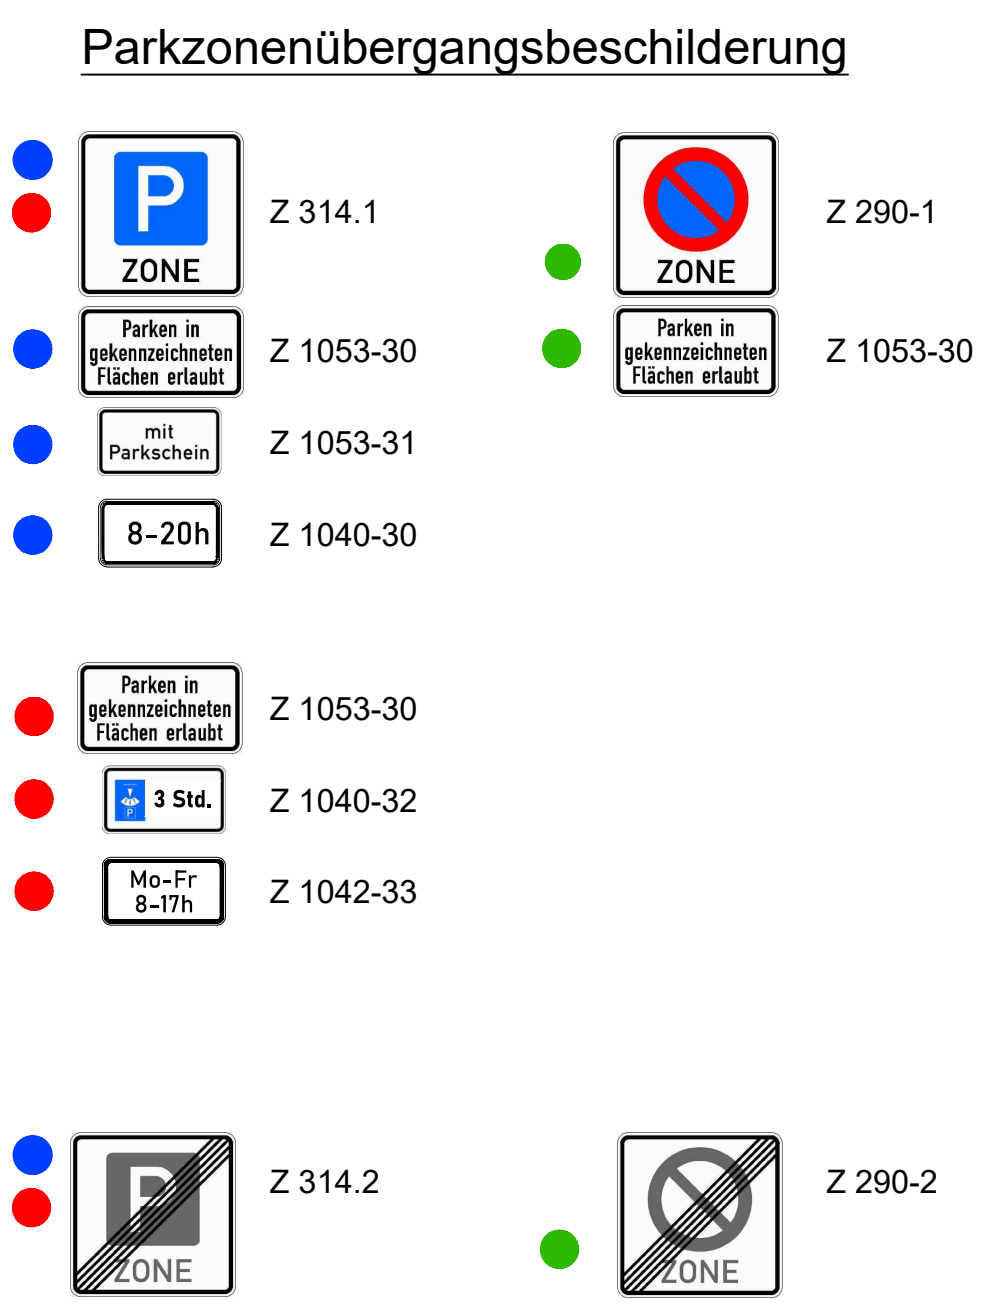 Parkzonenübergangsbeschilderung
P
ZONE
Z 314.1
ZONE
Z 290-1
Parken in
gekennzeichneten
Flächen erlaubt
Z 1053-30
Parken in
gekennzeichneten
Flächen erlaubt
Z 1053-30
mit
Parkschein
Z 1053-31
8-20h
Z 1040-30
Parken in
gekennzeichneten
Flächen erlaubt
Z 1053-30
P
3 Std.
Z 1040-32
Mo-Fr
8-17h
Z 1042-33
P
ZONE
Z 314.2
ZONE
Z 290-2